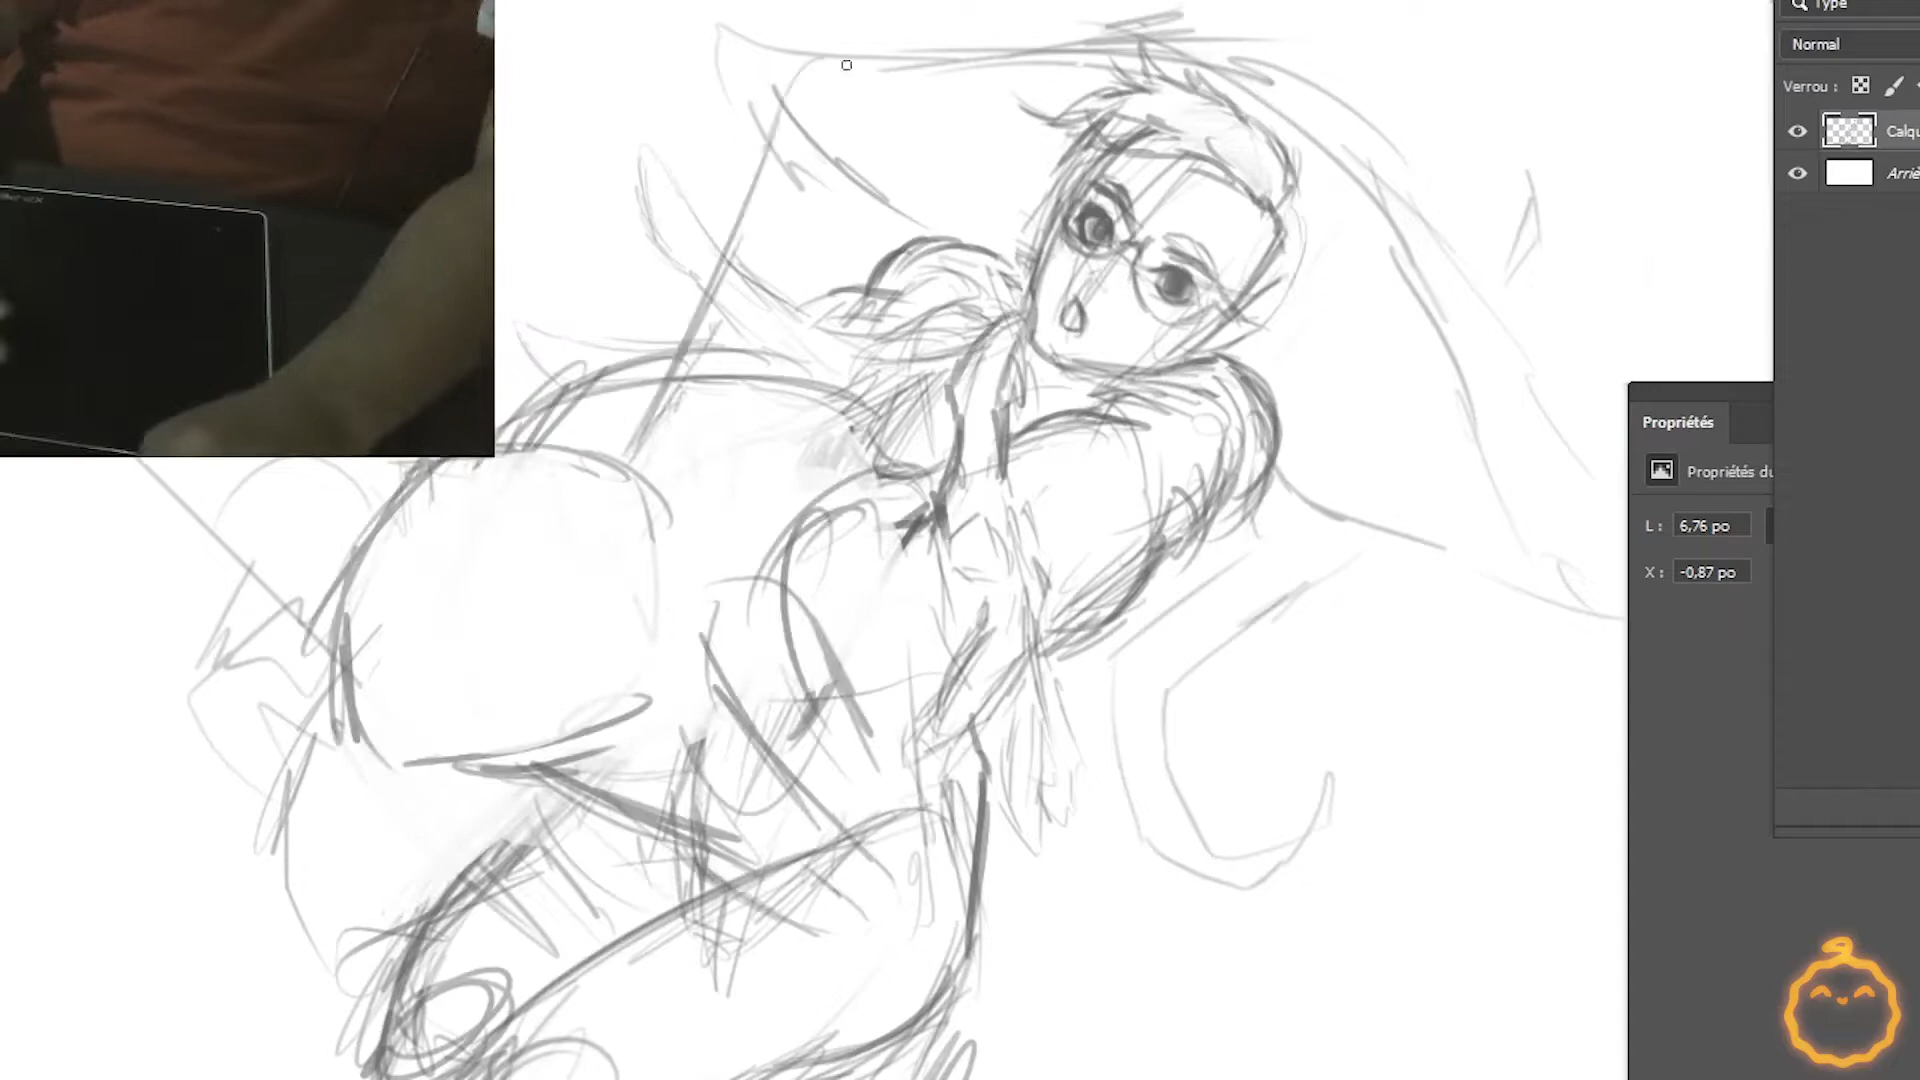 Type
Normal
Verrou :
Calqu
Arriè
Propriétés
Propriétés du
L : 6,76 po
X : -0,87 po